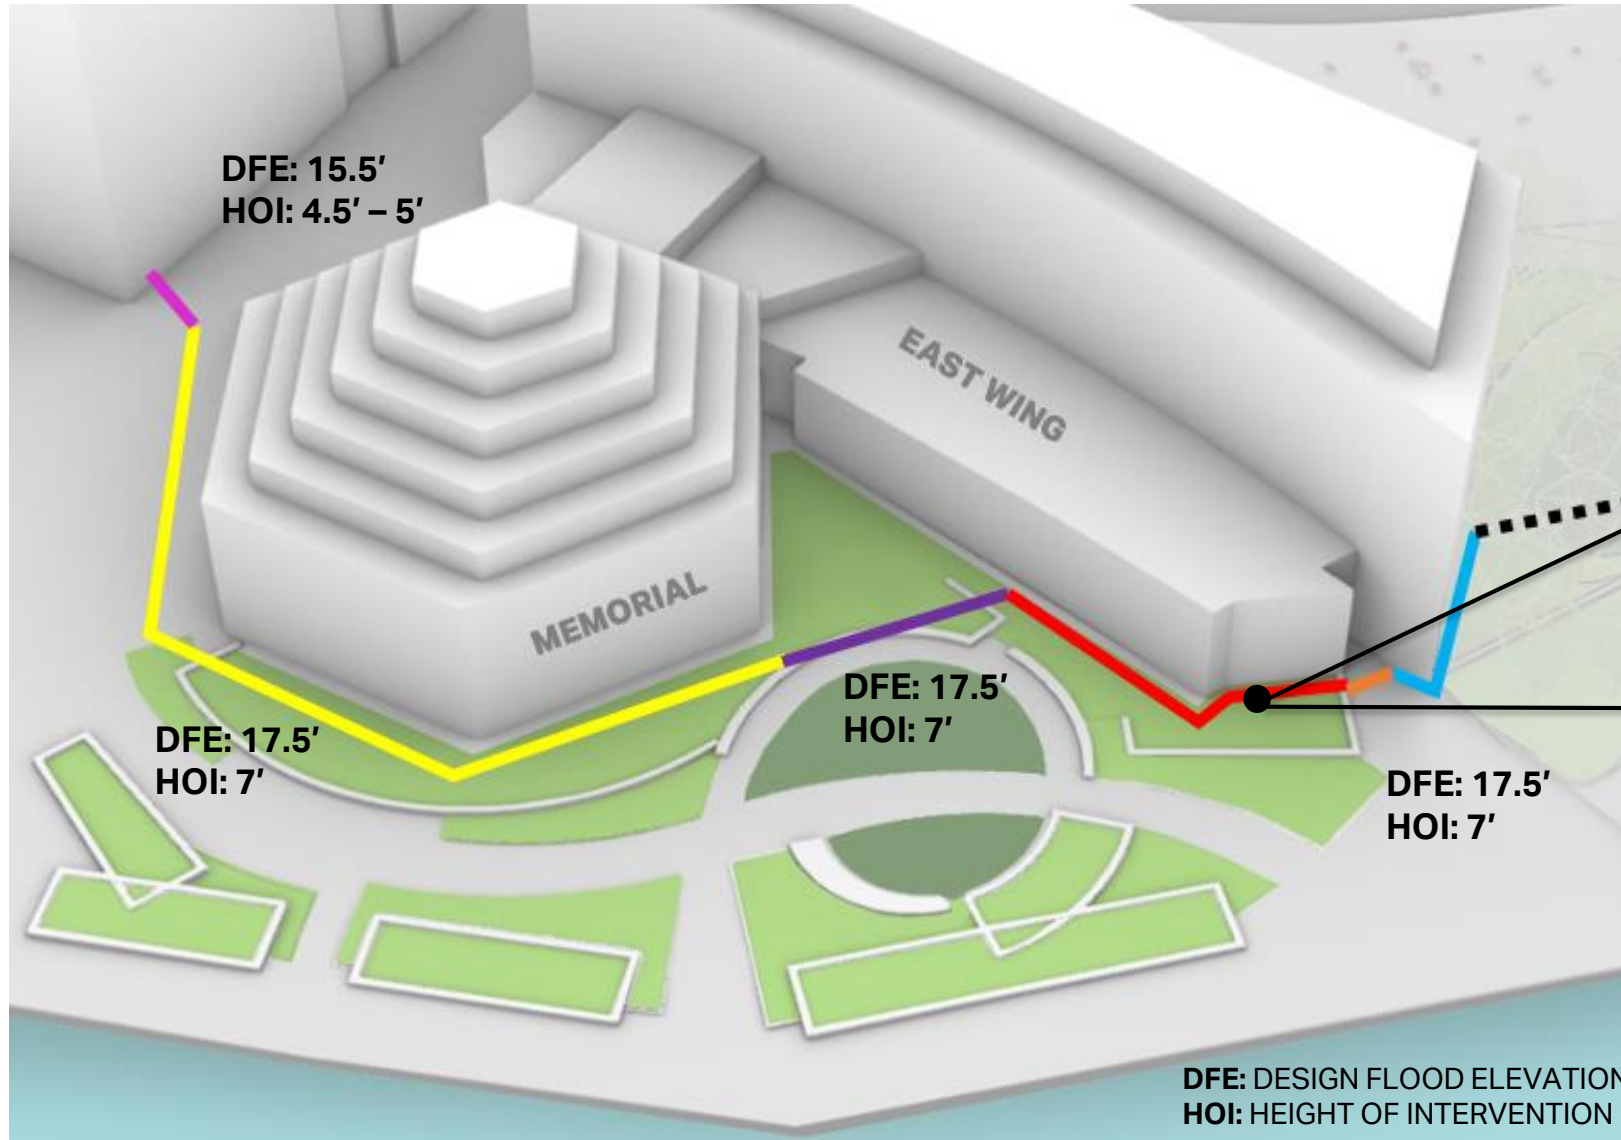 DFE: 15.5'
HOI: 4.5' – 5'
EAST WING
MEMORIAL
DFE: 17.5'
HOI: 7'
DFE: 17.5'
HOI: 7'
DFE: 17.5'
HOI: 7'
DFE: DESIGN FLOOD ELEVATION
HOI: HEIGHT OF INTERVENTION